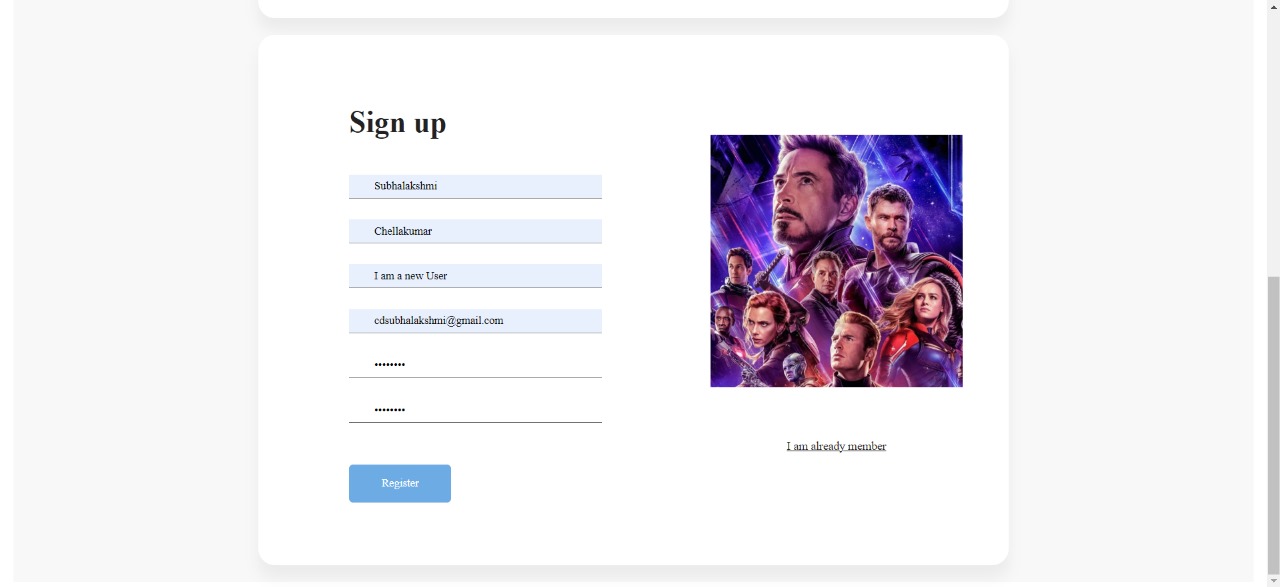 Sign up
Subhalakshmi
Chellakumar
I am a new User
cdsubhalakshmi@gmail.com
••••••••
••••••••
I am already member
Register